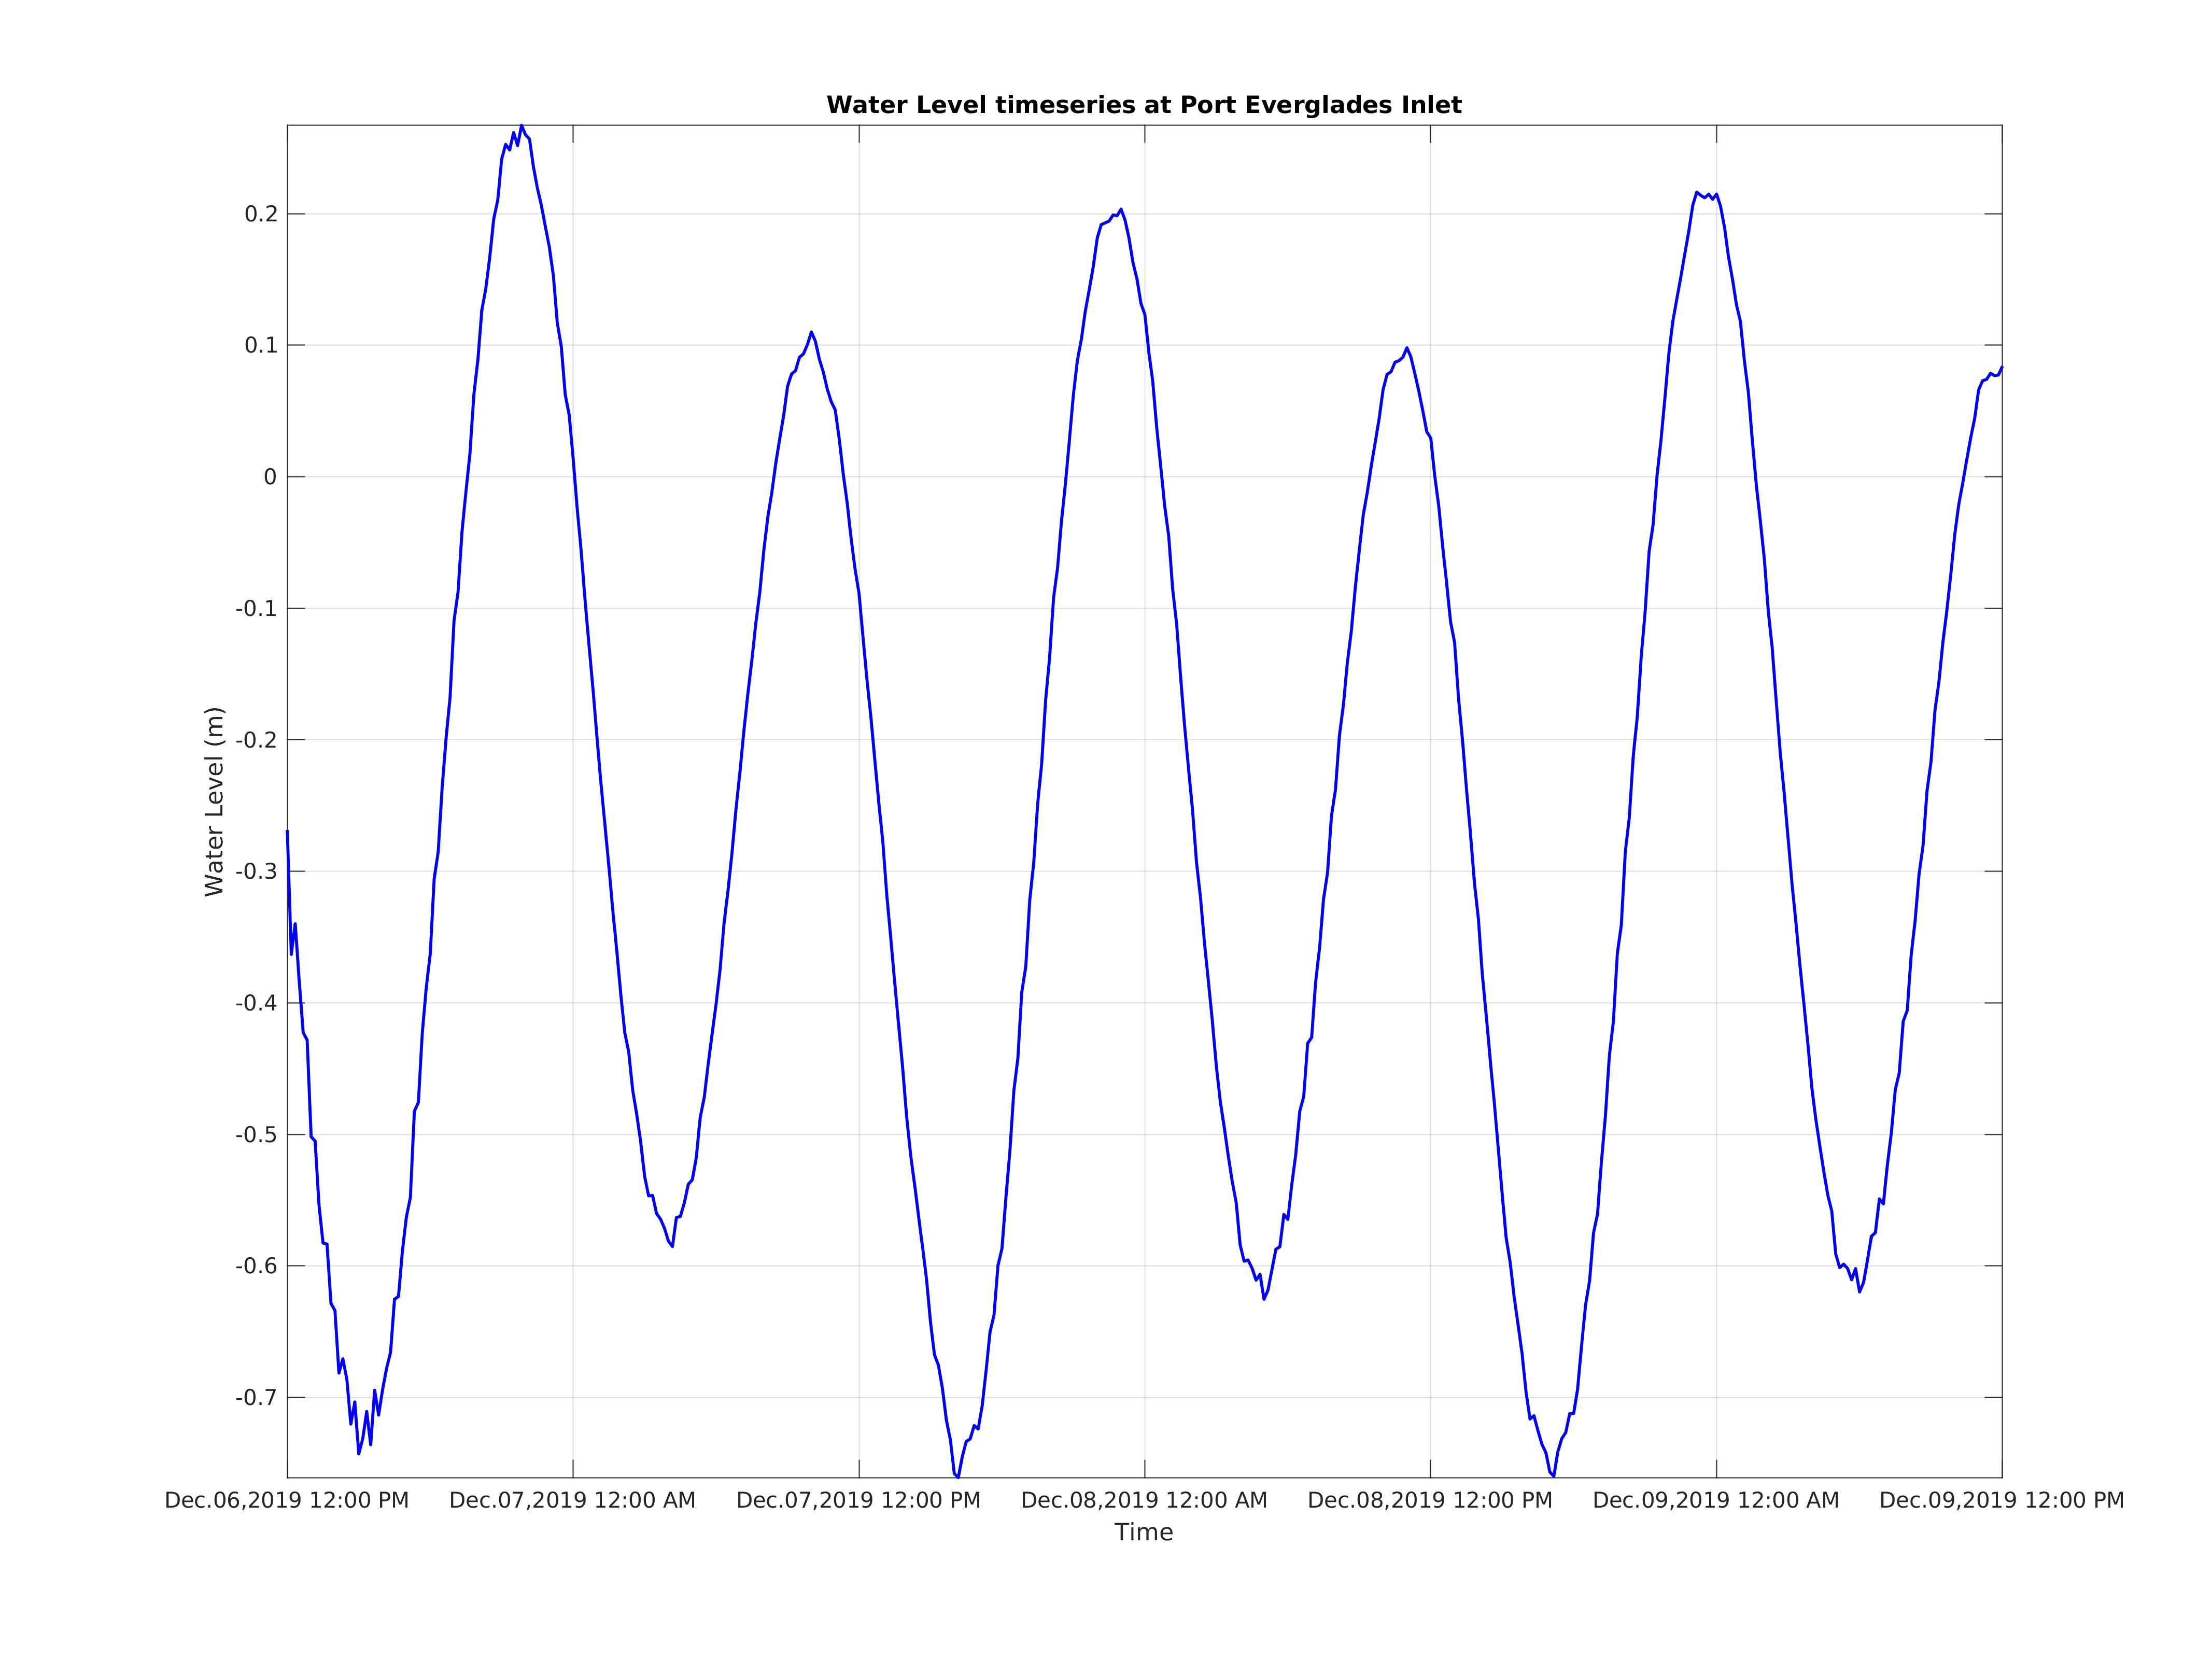 Water Level timeseries at Port Everglades Inlet
0.2
0.1
0
-0.1
-0.2
-0.3
-0.4
-0.5
-0.6
-0.7
Water Level (m)
Dec.06,2019 12:00 PM
Dec.07,2019 12:00 AM
Dec.07,2019 12:00 PM
Dec.08,2019 12:00 AM
Dec.08,2019 12:00 PM
Dec.09,2019 12:00 AM
Dec.09,2019 12:00 PM
Time